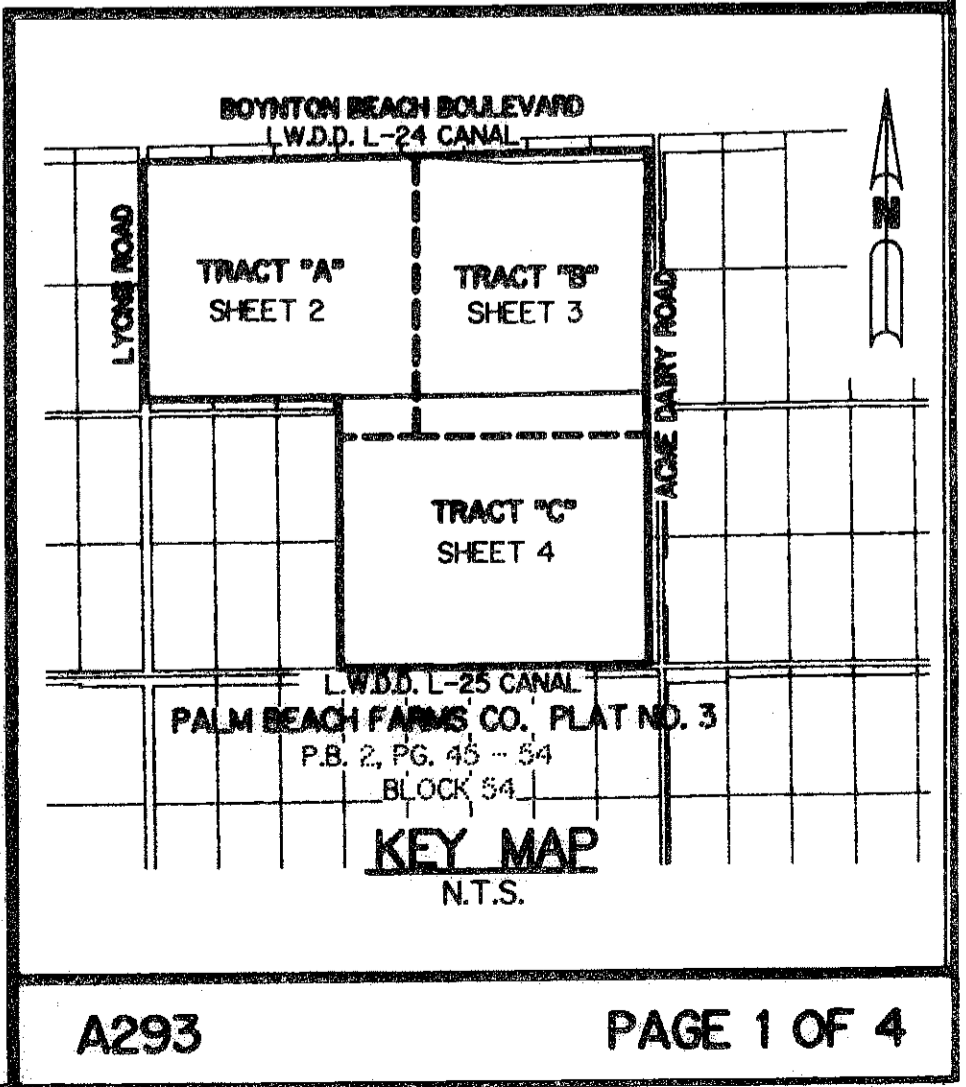 BOYNTON BEACH BOULEVARD
L.W.D.D. L-24 CANAL
N
LYONS ROAD
TRACT "A"
SHEET 2
TRACT "B"
SHEET 3
ACME DAIRY ROAD
TRACT "C"
SHEET 4
L.W.D.D. L-25 CANAL
PALM BEACH FARMS CO. PLAT NO. 3
P.B. 2, PG. 45 - 54
BLOCK 54
KEY MAP
N.T.S.
A293
PAGE 1 OF 4